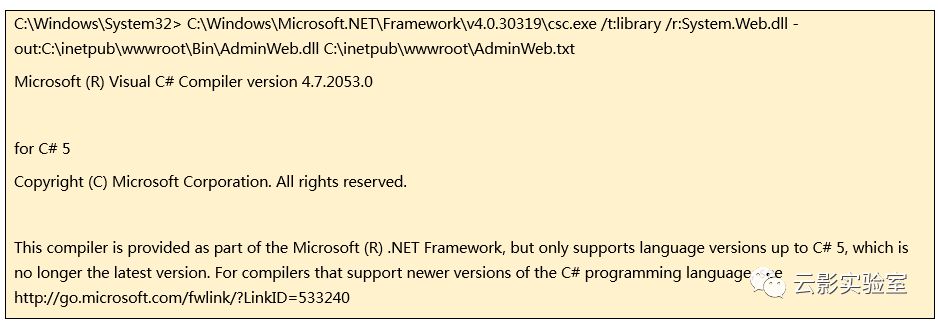 C:\Windows\System32> C:\Windows\Microsoft.NET\Framework\v4.0.30319\csc.exe /t:library /r:System.Web.dll -
out:C:\inetpub\wwwroot\Bin\AdminWeb.dll C:\inetpub\wwwroot\AdminWeb.txt
Microsoft (R) Visual C# Compiler version 4.7.2053.0
for C# 5
Copyright (C) Microsoft Corporation. All rights reserved.
This compiler is provided as part of the Microsoft (R) .NET Framework, but only supports language versions up to C# 5, which is
no longer the latest version. For compilers that support newer versions of the C# programming language
http://go.microsoft.com/fwlink/?LinkID=533240
云影实验室